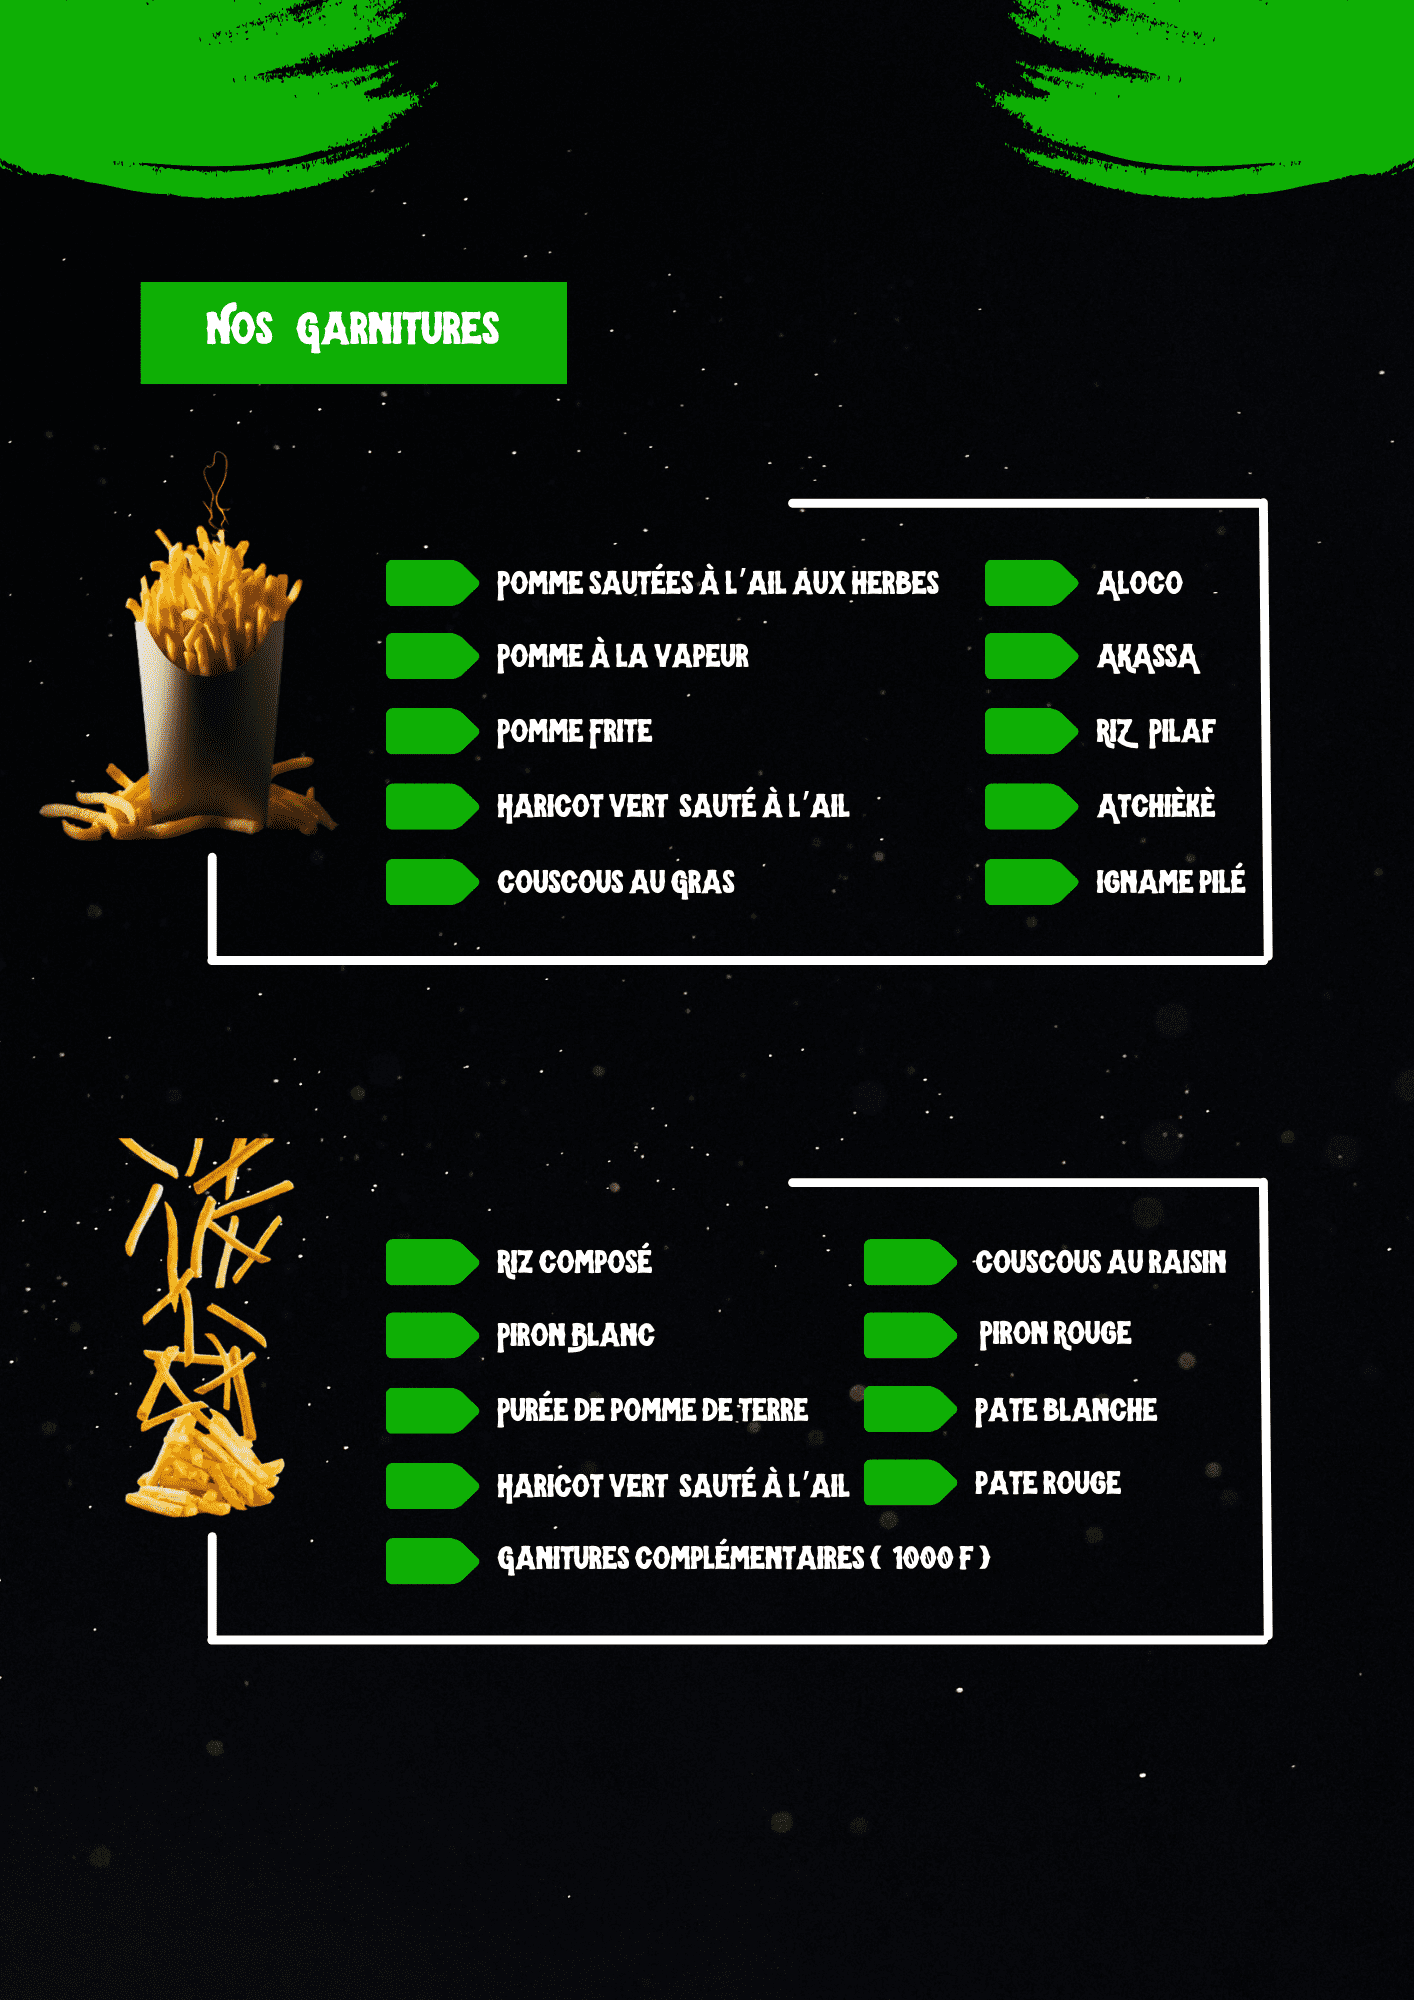 Nos Garnitures
Pomme sautées à l'ail aux herbes
Pomme à la vapeur
Pomme frite
Haricot vert sauté à l'ail
Couscous au gras
Aloco
Akassa
Riz pilaf
Atchièkè
Igname pilé
Riz composé
Piron blanc
Purée de pomme de terre
Haricot vert sauté à l'ail
Ganitures complémentaires ( 1000 F )
Couscous au raisin
Piron rouge
Pate blanche
Pate rouge